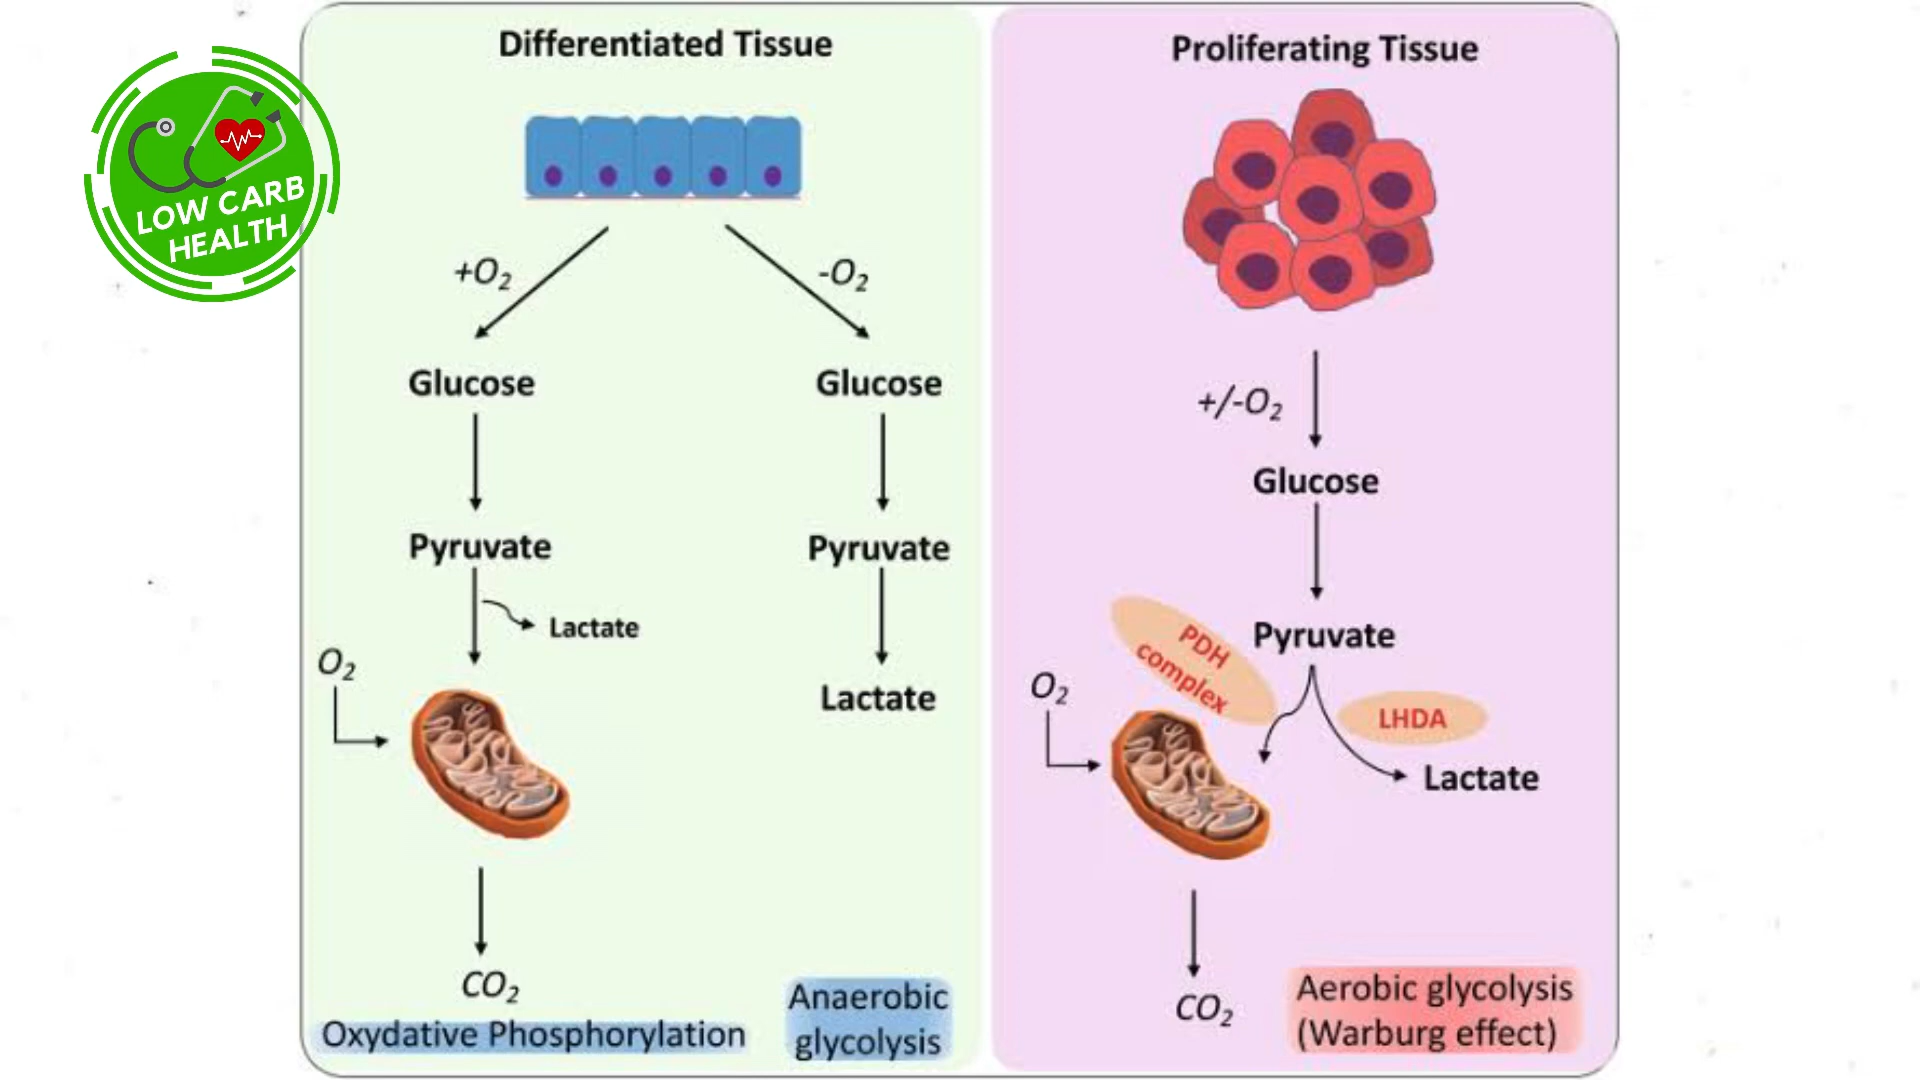 LOW CARB
HEALTH
Differentiated Tissue
+O₂
-O₂
Glucose
Glucose
Pyruvate
Pyruvate
Lactate
O₂
Lactate
CO₂
Oxydative Phosphorylation
Anaerobic
glycolysis
Proliferating Tissue
+/-O₂
Glucose
Pyruvate
PDH
complex
O₂
LHDA
Lactate
CO₂
Aerobic glycolysis
(Warburg effect)